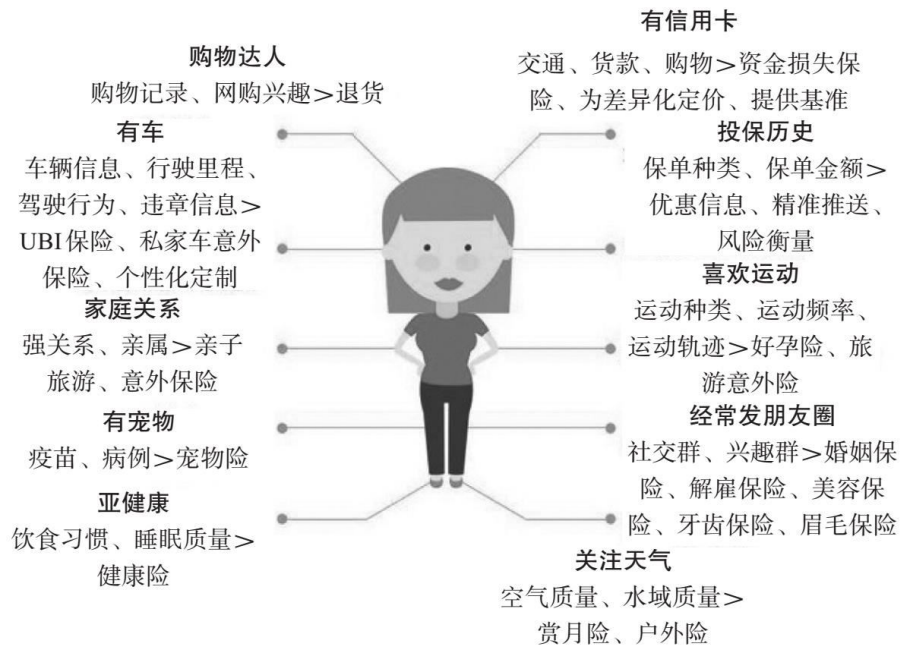 购物达人
购物记录、网购兴趣>退货
有车
车辆信息、行驶里程、
驾驶行为、违章信息>
UBI保险、私家车意外
保险、个性化定制
家庭关系
强关系、亲属>亲子
旅游、意外保险
有宠物
疫苗、病例>宠物险
亚健康
饮食习惯、睡眠质量>
健康险
有信用卡
交通、货款、购物>资金损失保
险、为差异化定价、提供基准
投保历史
保单种类、保单金额>
优惠信息、精准推送、
风险衡量
喜欢运动
运动种类、运动频率、
运动轨迹>好孕险、旅
游意外险
经常发朋友圈
社交群、兴趣群>婚姻保
险、解雇保险、美容保
险、牙齿保险、眉毛保险
关注天气
空气质量、水域质量>
赏月险、户外险